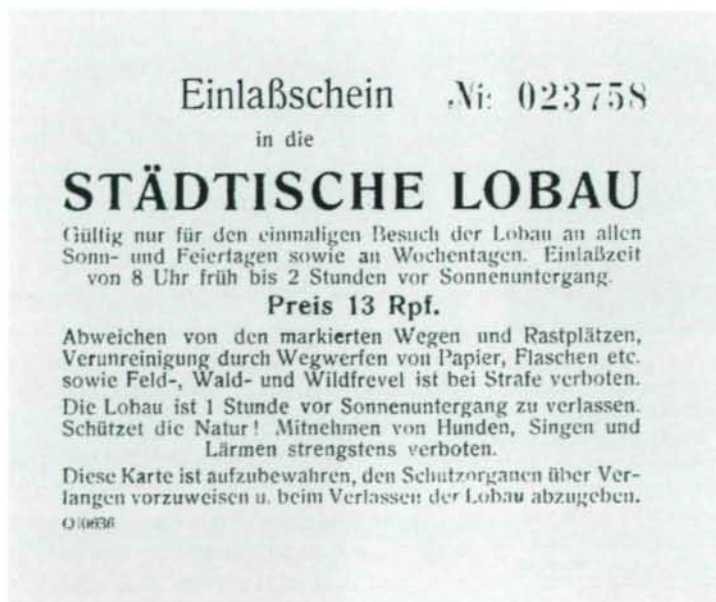 Einlaßschein Nr. 023758
in die
STÄDTISCHE LOBAU
Gültig nur für den einmaligen Besuch der Lobau an allen
Sonn- und Feiertagen sowie an Wochentagen. Einlaßzeit
von 8 Uhr früh bis 2 Stunden vor Sonnenuntergang.
Preis 13 Rpf.
Abweichen von den markierten Wegen und Rastplätzen,
Verunreinigung durch Wegwerfen von Papier, Flaschen etc.
sowie Feld-, Wald- und Wildfrevel ist bei Strafe verboten.
Die Lobau ist 1 Stunde vor Sonnenuntergang zu verlassen.
Schützet die Natur! Mitnehmen von Hunden, Singen und
Lärmen strengstens verboten.
Diese Karte ist aufzubewahren, den Schutzorganen über Ver-
langen vorzuweisen u. beim Verlassen der Lobau abzugeben.